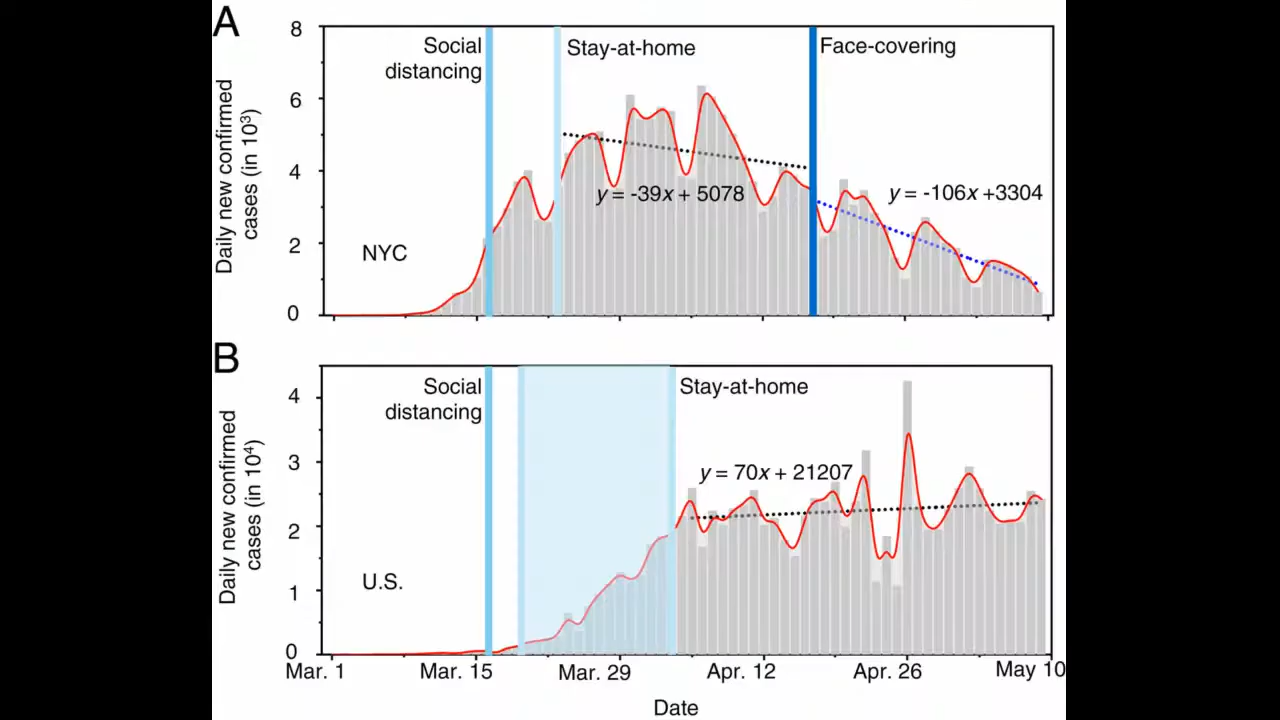 A
8
6
4
2
0
Daily new confirmed
cases (in 10³)
Social
distancing
Stay-at-home
Face-covering
y = -39x + 5078
y = -106x +3304
NYC
B
4
3
2
1
0
Daily new confirmed
cases (in 10⁴)
Social
distancing
Stay-at-home
y = 70x + 21207
U.S.
Mar. 1 Mar. 15 Mar. 29 Apr. 12 Apr. 26 May 10
Date